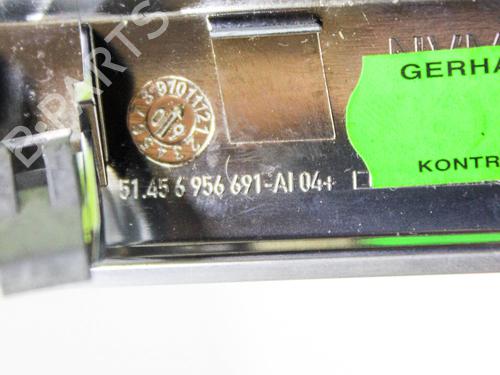 B-PARTS
GERHA
51.45 6 956 691-AI 04+
KONTR